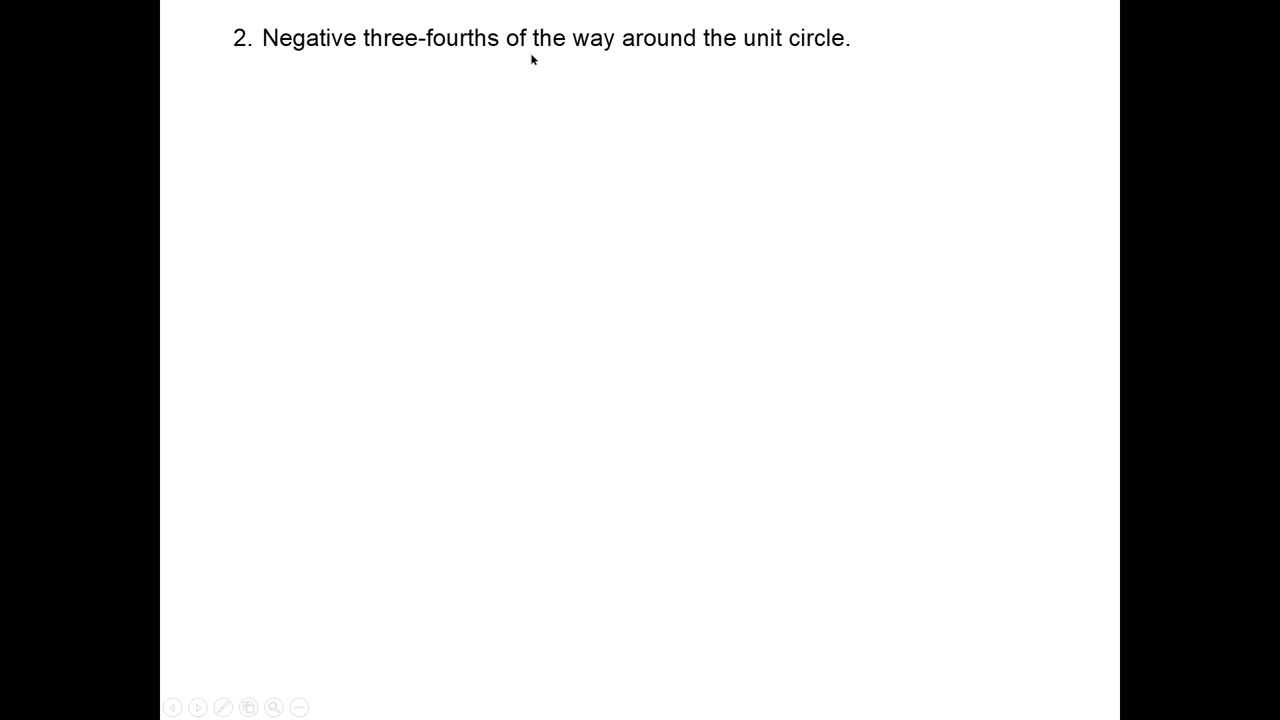 2. Negative three-fourths of the way around the unit circle.